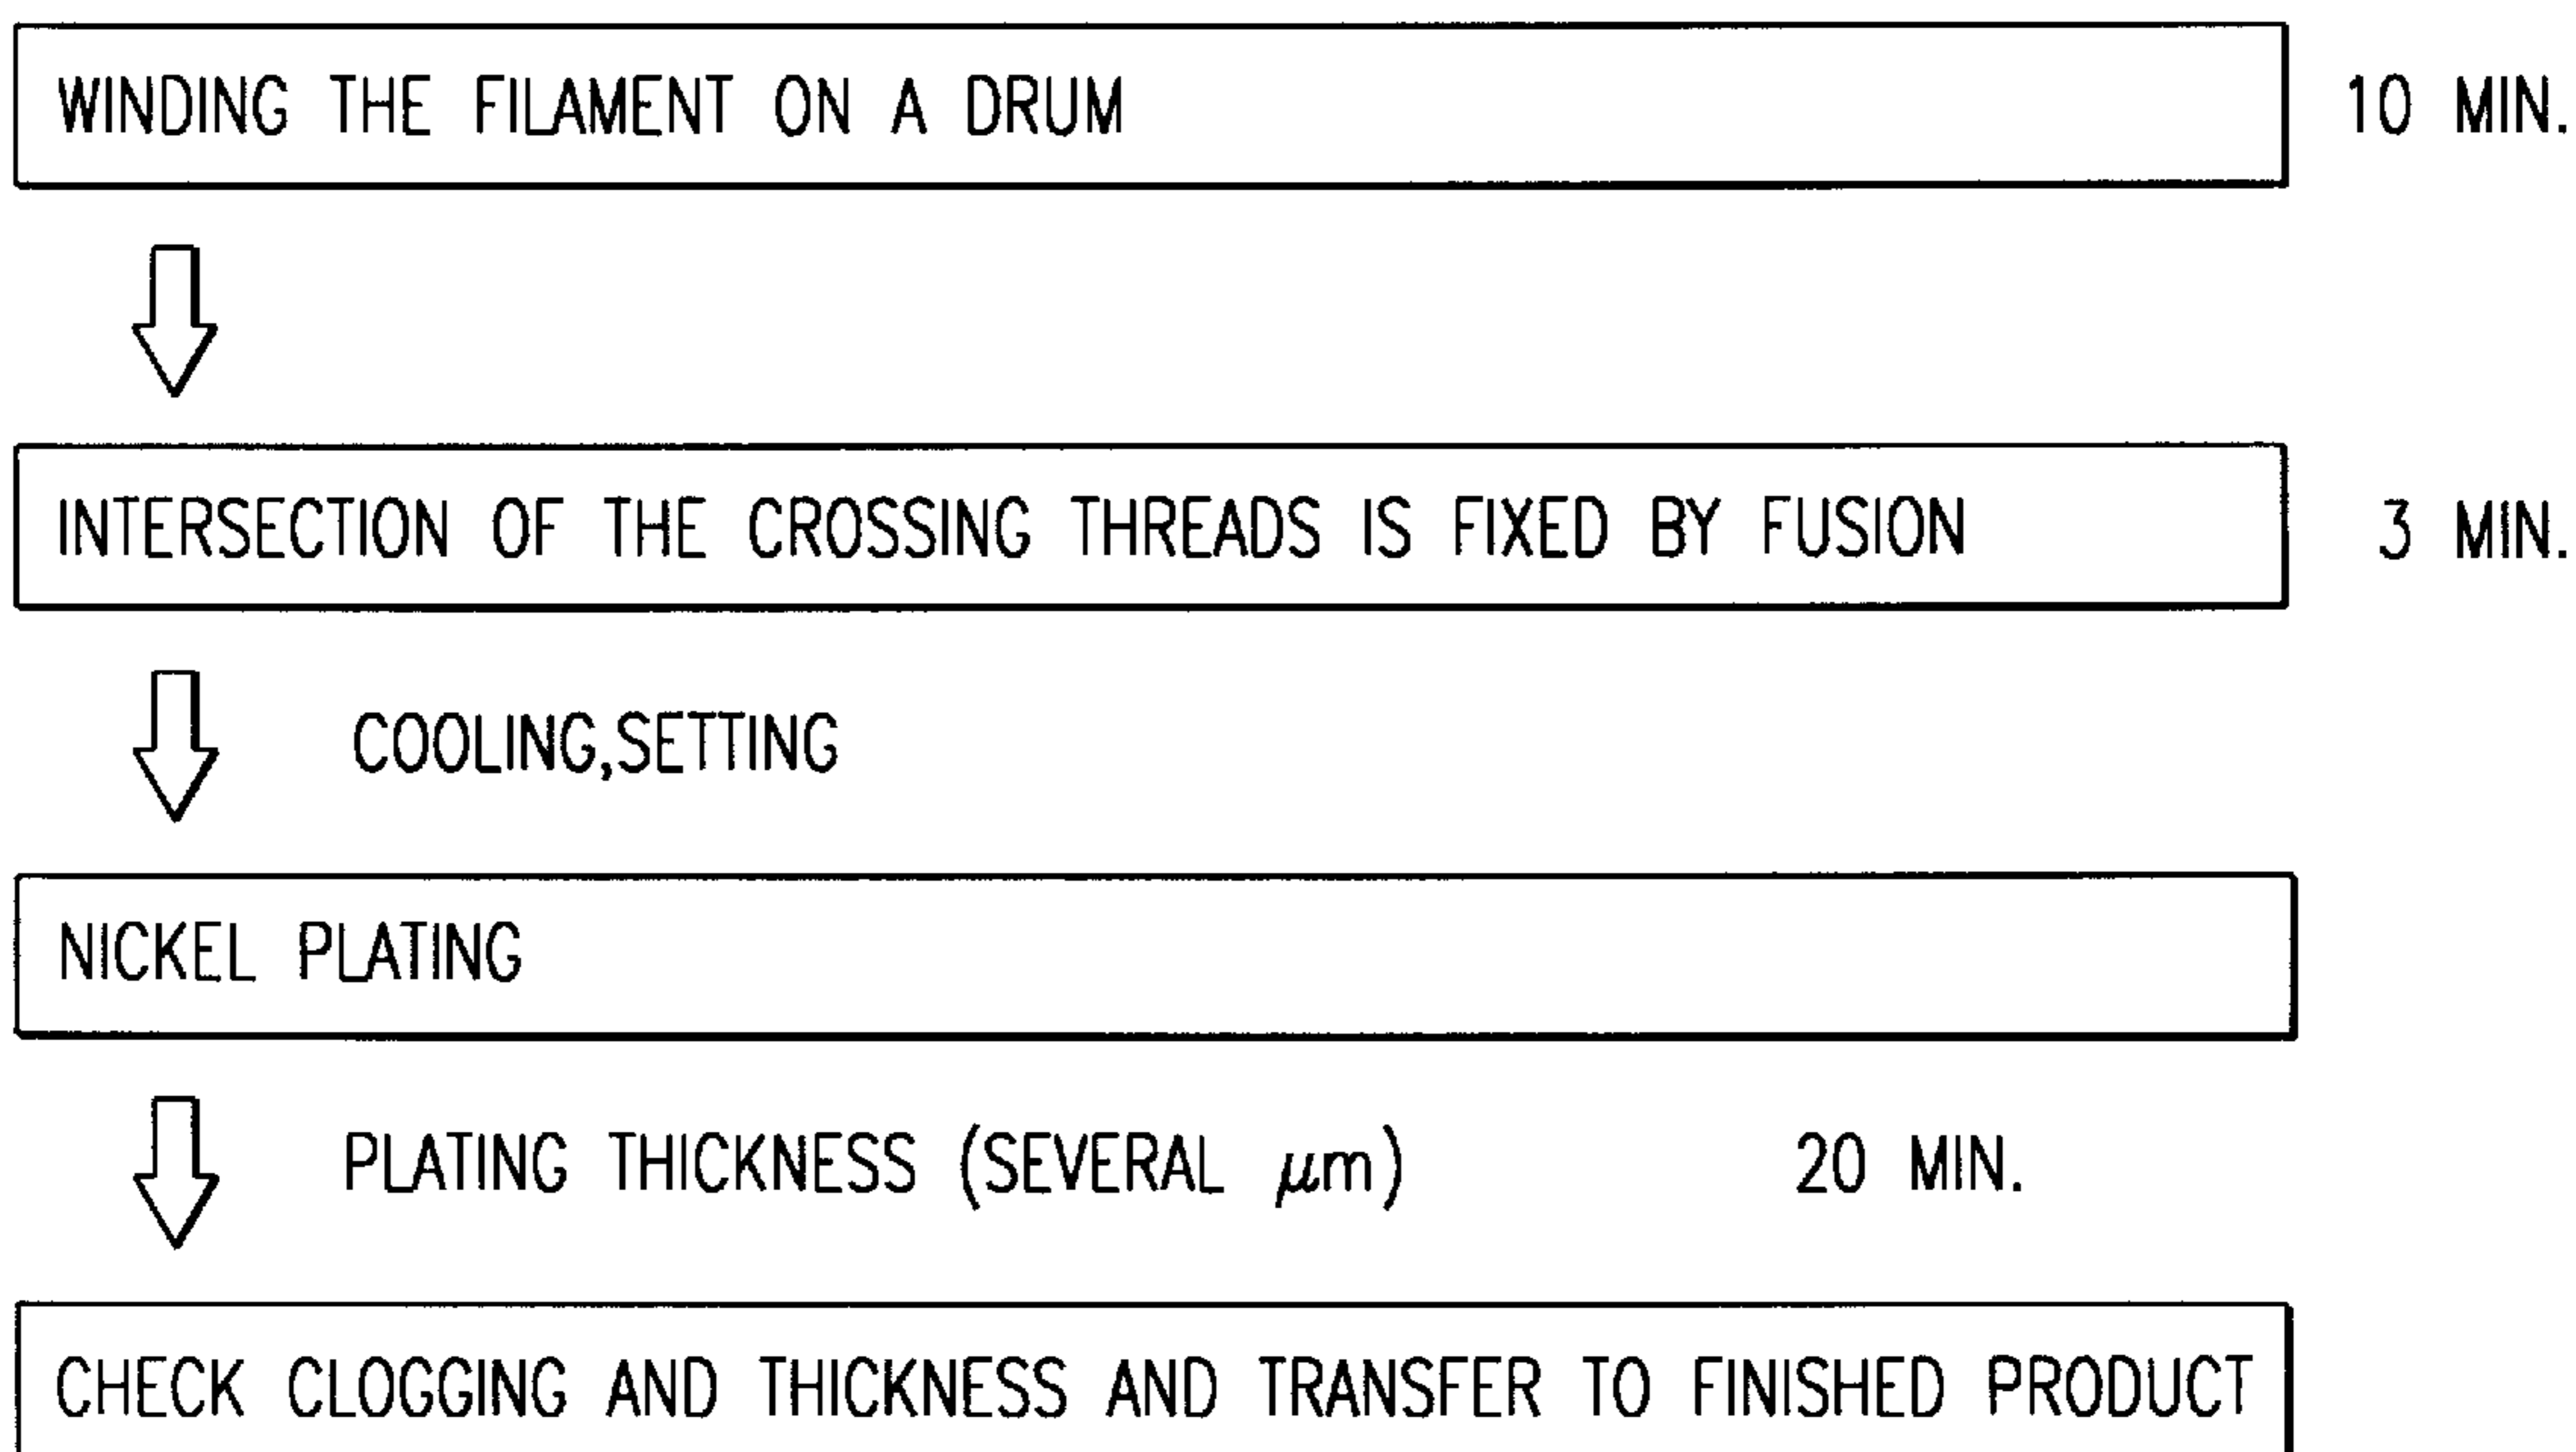 WINDING THE FILAMENT ON A DRUM 10 MIN.
INTERSECTION OF THE CROSSING THREADS IS FIXED BY FUSION 3 MIN.
COOLING,SETTING
NICKEL PLATING
PLATING THICKNESS (SEVERAL μm) 20 MIN.
CHECK CLOGGING AND THICKNESS AND TRANSFER TO FINISHED PRODUCT